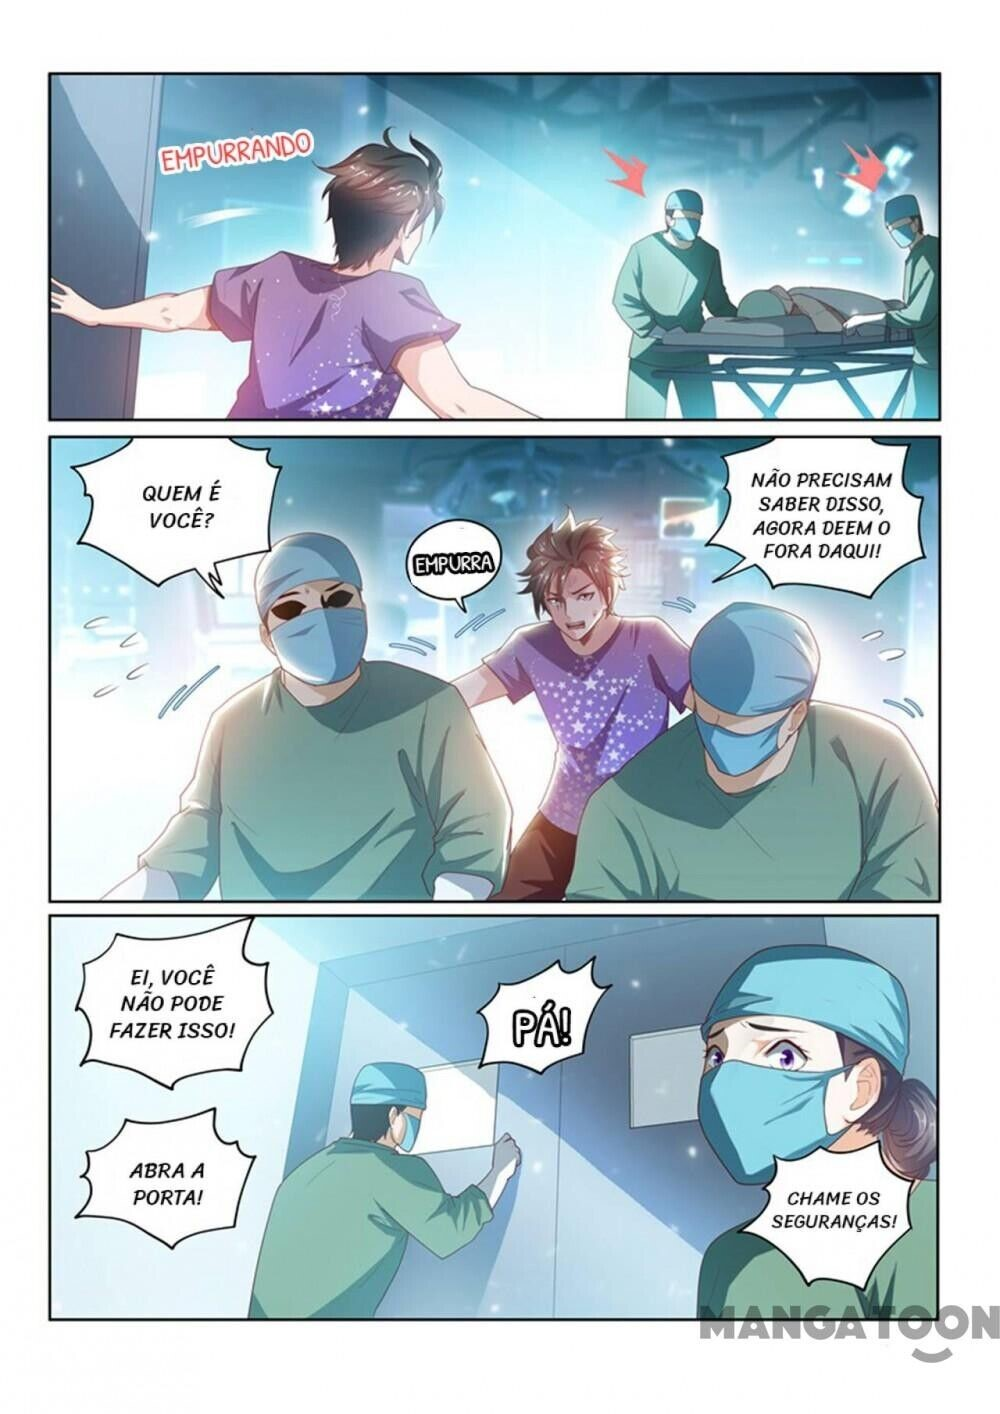 EMPURRANDO
QUEM É
VOCÊ?
EMPURRA
NÃO PRECISAM
SABER DISSO,
AGORA DEEM O
FORA DAQUI!
EI, VOCÊ
NÃO PODE
FAZER ISSO!
PÁ!
ABRA A
PORTA!
CHAME OS
SEGURANÇAS!
MANGATOON